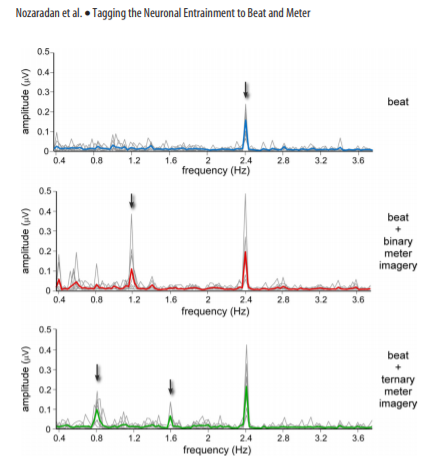 Nozaradan et al. • Tagging the Neuronal Entrainment to Beat and Meter
0.5
0.4
0.3
0.2
0.1
0
amplitude (μV)
0.4 0.8 1.2 1.6 2 2.4 2.8 3.2 3.6
frequency (Hz)
beat
0.5
0.4
0.3
0.2
0.1
0
amplitude (μV)
0.4 0.8 1.2 1.6 2 2.4 2.8 3.2 3.6
frequency (Hz)
beat
+
binary
meter
imagery
0.5
0.4
0.3
0.2
0.1
0
amplitude (μV)
0.4 0.8 1.2 1.6 2 2.4 2.8 3.2 3.6
frequency (Hz)
beat
+
ternary
meter
imagery